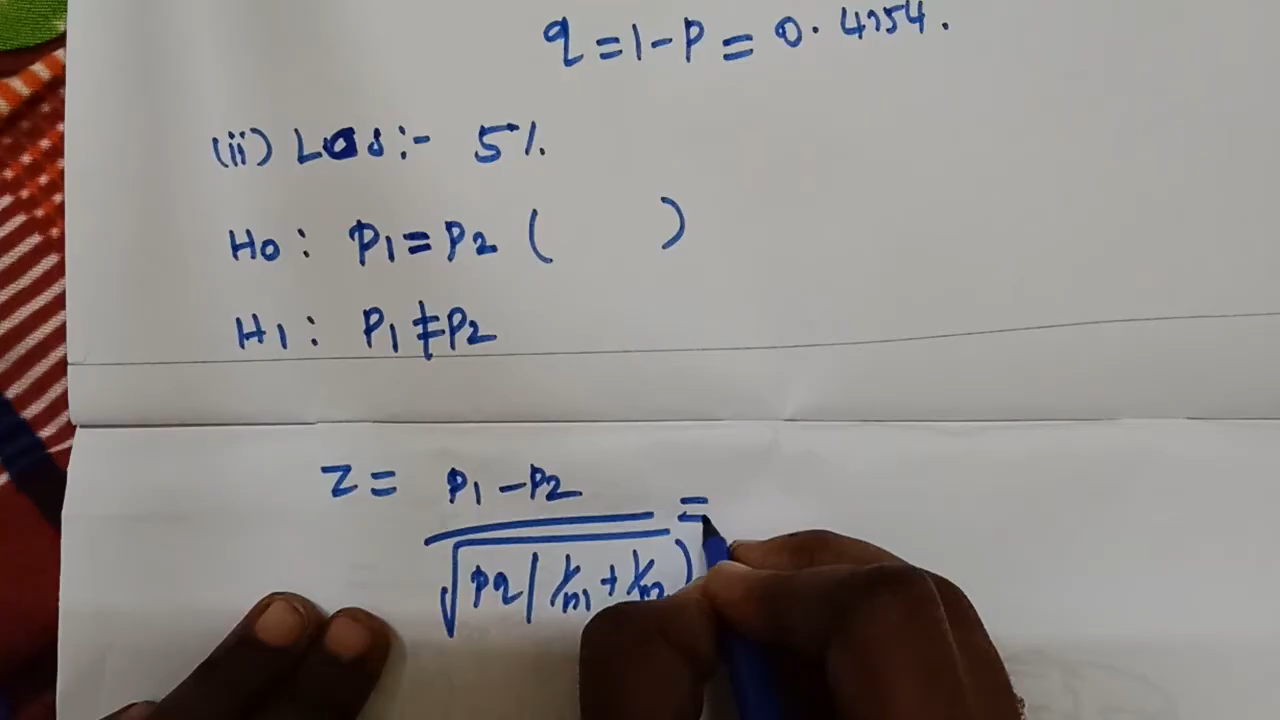 q = 1 - P = 0.4754.
(ii) Los:- 5%.
H0: P1 = P2 ( )
H1: P1 ≠ P2
Z = P1 - P2 / √pq(1/n1 + 1/n2) =